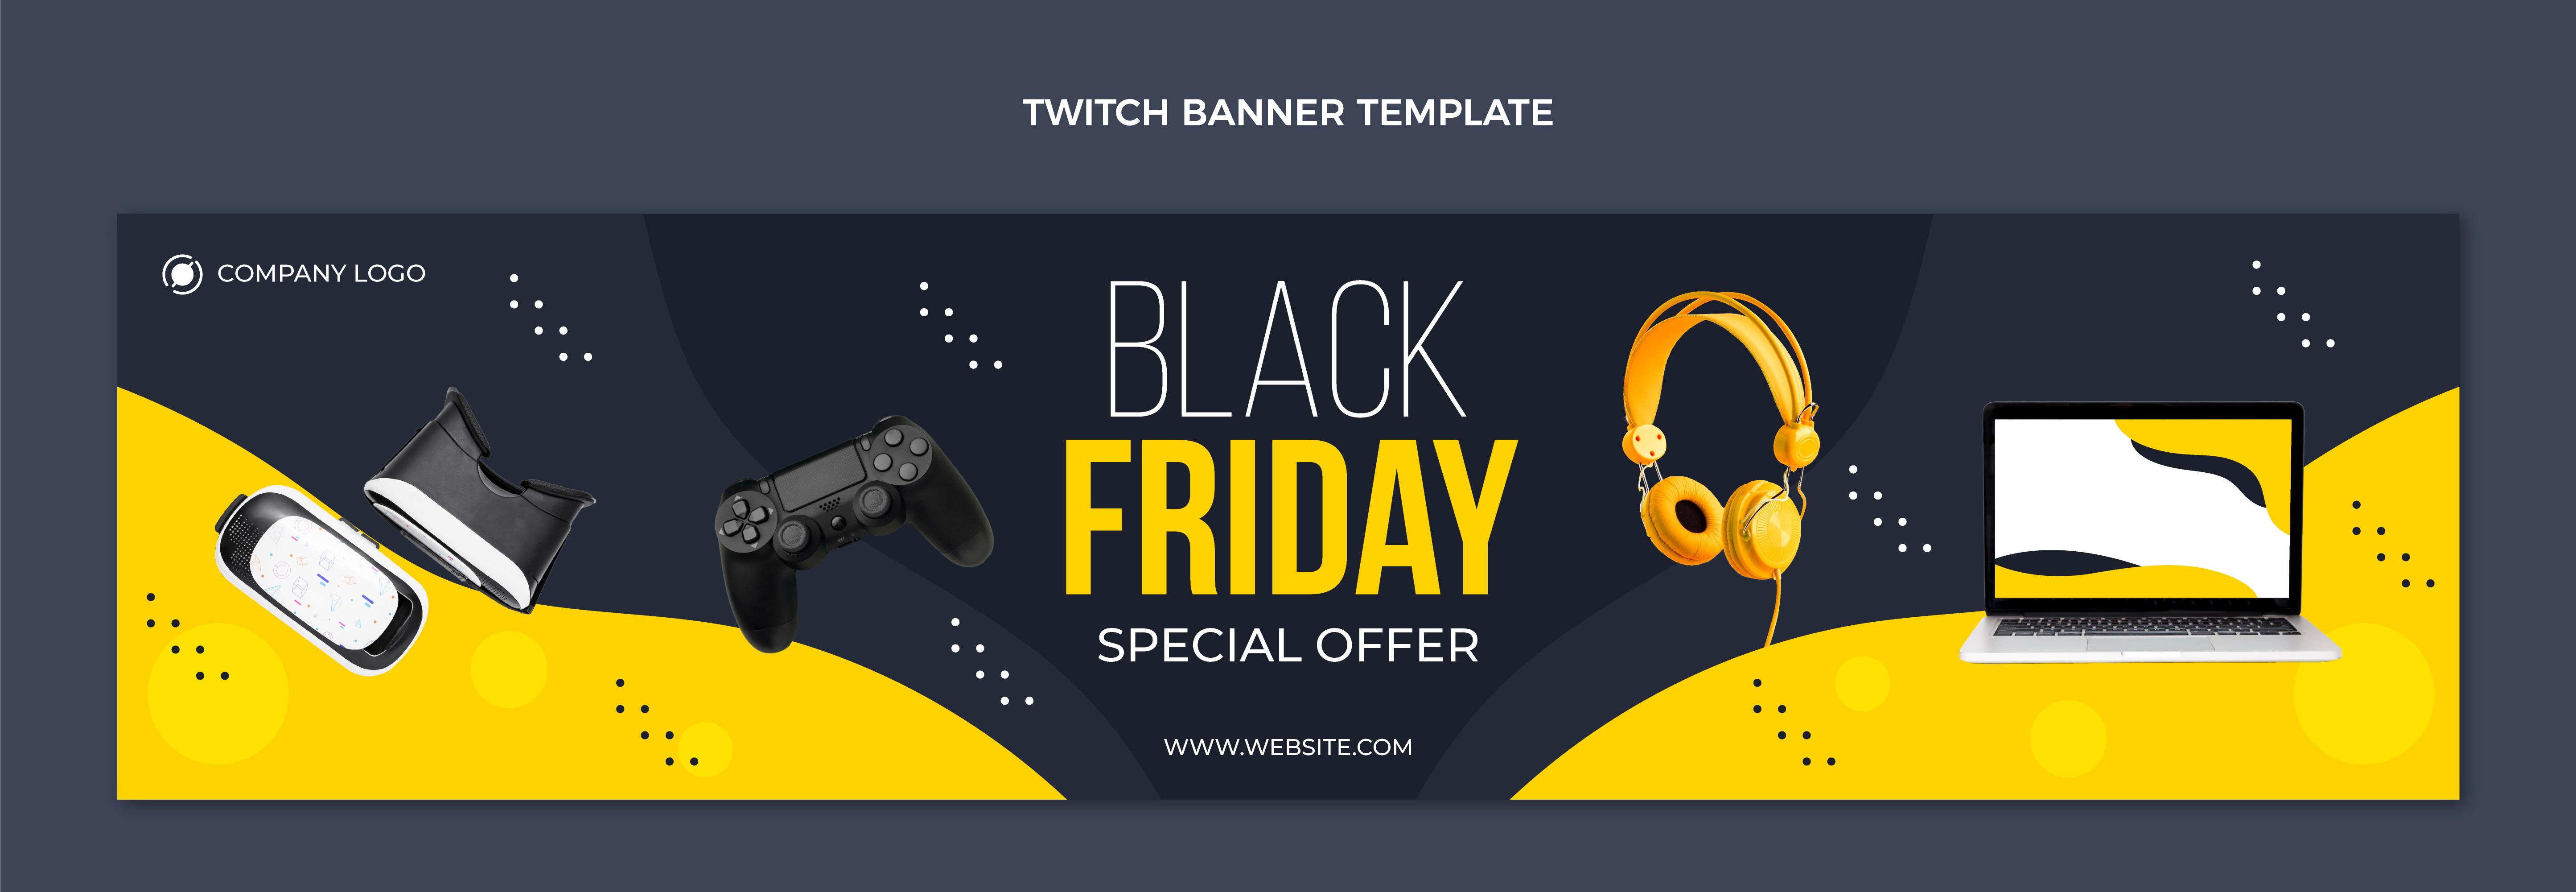 TWITCH BANNER TEMPLATE
COMPANY LOGO
BLACK
FRIDAY
SPECIAL OFFER
WWW.WEBSITE.COM